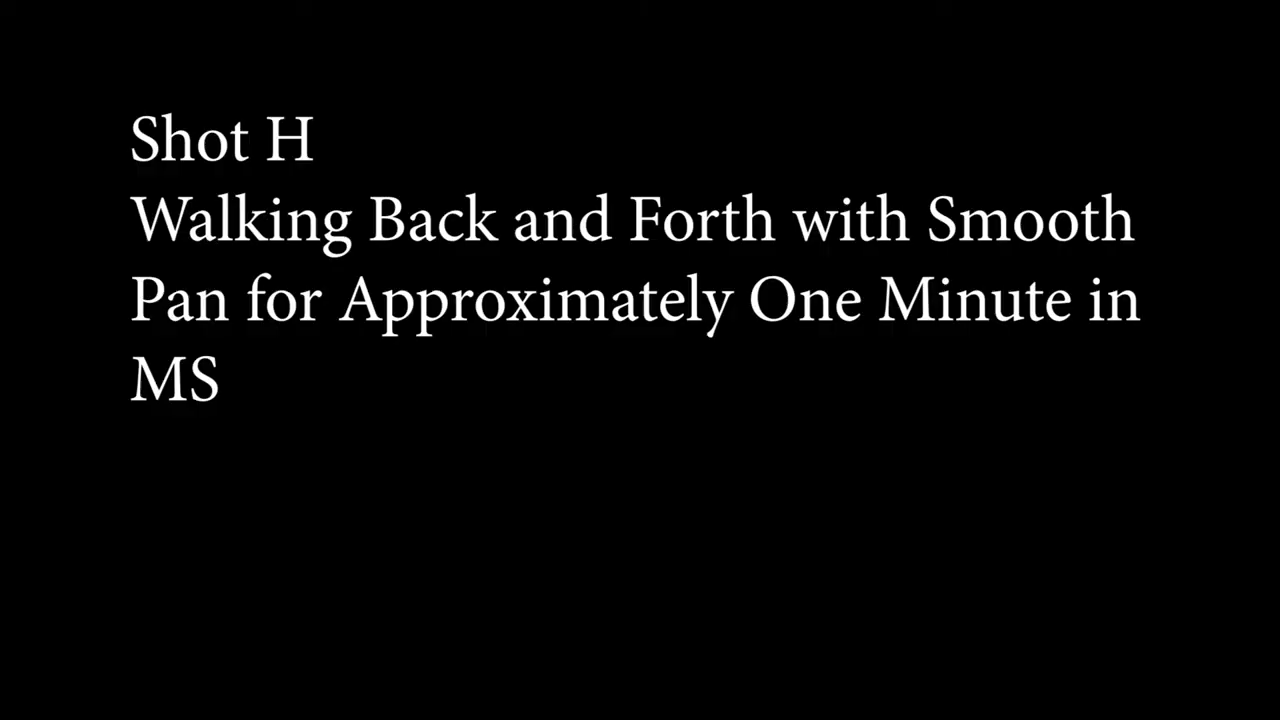 Shot H
Walking Back and Forth with Smooth
Pan for Approximately One Minute in
MS